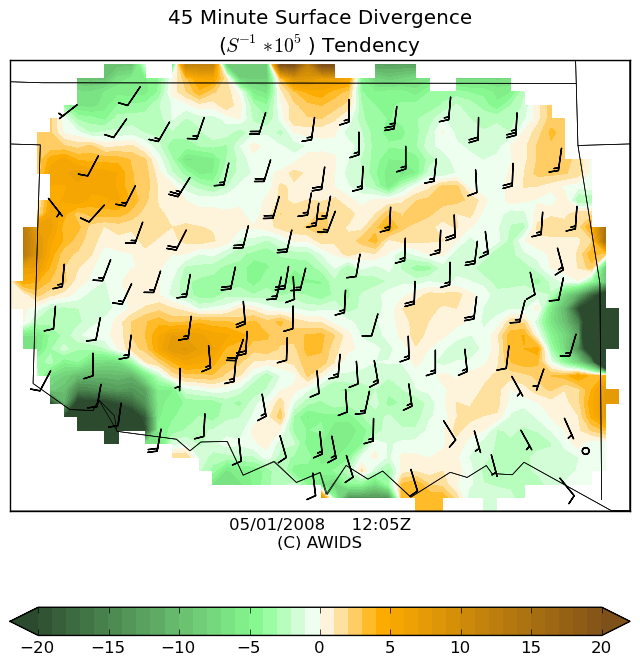 45 Minute Surface Divergence
(S⁻¹ ∗10⁵ ) Tendency
05/01/2008 12:05Z
(C) AWIDS
−20 −15 −10 −5 0 5 10 15 20